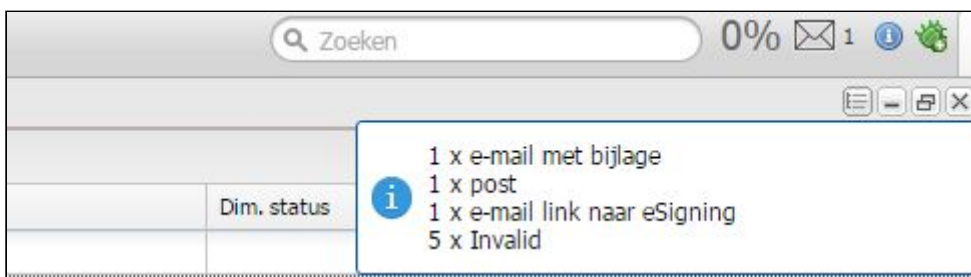 Zoeken 0% 1
Dim. status
1 x e-mail met bijlage
1 x post
1 x e-mail link naar eSigning
5 x Invalid